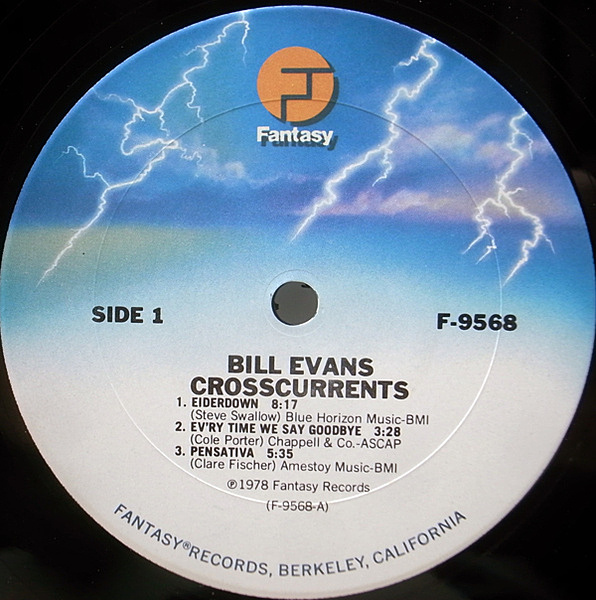 Fantasy
SIDE 1
F-9568
BILL EVANS
CROSSCURRENTS
1. EIDERDOWN 8:17
(Steve Swallow) Blue Horizon Music-BMI
2. EV'RY TIME WE SAY GOODBYE 3:28
(Cole Porter) Chappell & Co.-ASCAP
3. PENSATIVA 5:35
(Clare Fischer) Amestoy Music-BMI
℗1978 Fantasy Records
(F-9568-A)
FANTASY®RECORDS, BERKELEY, CALIFORNIA